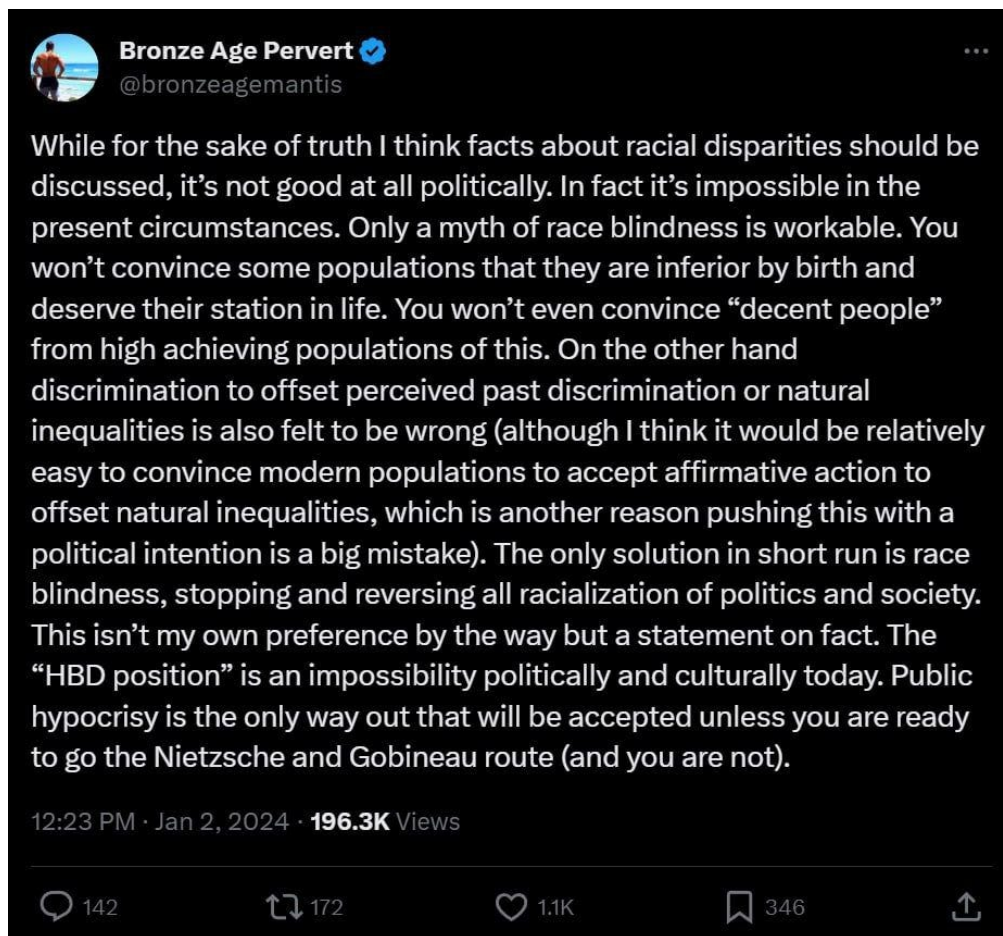 Bronze Age Pervert
@bronzeagemantis
While for the sake of truth I think facts about racial disparities should be
discussed, it’s not good at all politically. In fact it’s impossible in the
present circumstances. Only a myth of race blindness is workable. You
won’t convince some populations that they are inferior by birth and
deserve their station in life. You won’t even convince “decent people”
from high achieving populations of this. On the other hand
discrimination to offset perceived past discrimination or natural
inequalities is also felt to be wrong (although I think it would be relatively
easy to convince modern populations to accept affirmative action to
offset natural inequalities, which is another reason pushing this with a
political intention is a big mistake). The only solution in short run is race
blindness, stopping and reversing all racialization of politics and society.
This isn’t my own preference by the way but a statement on fact. The
“HBD position” is an impossibility politically and culturally today. Public
hypocrisy is the only way out that will be accepted unless you are ready
to go the Nietzsche and Gobineau route (and you are not).
12:23 PM · Jan 2, 2024 · 196.3K Views
142 172 1.1K 346